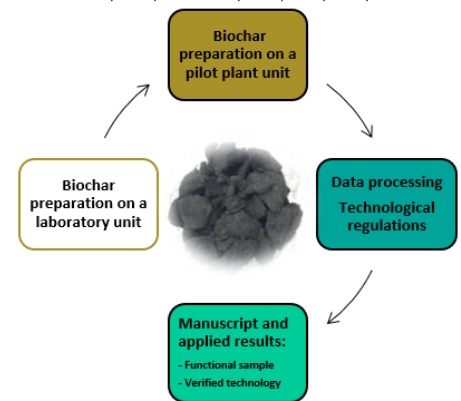 Biochar
preparation on a
pilot plant unit
Biochar
preparation on a
laboratory unit
Data processing
Technological
regulations
Manuscript and
applied results:
- Functional sample
- Verified technology